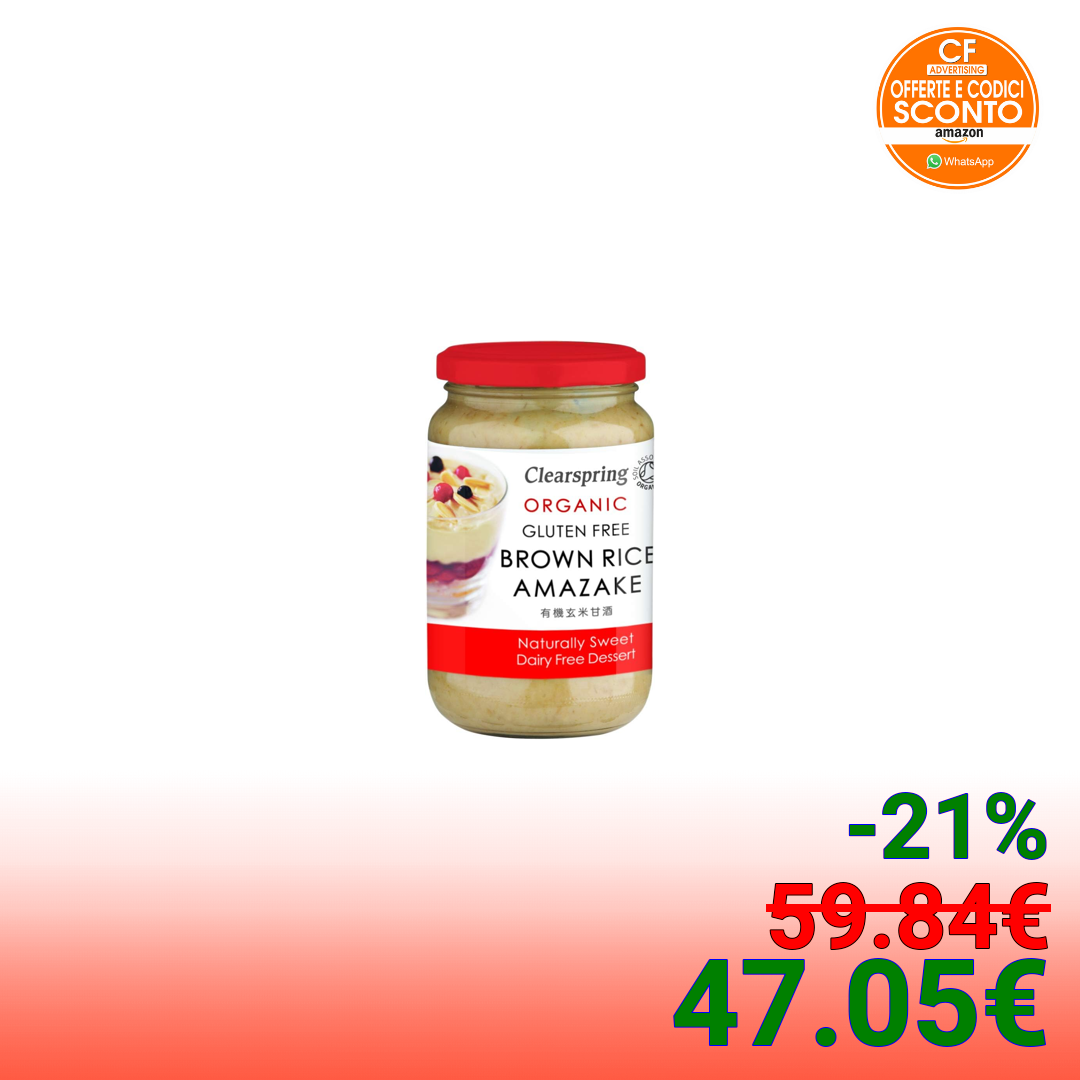 CF
ADVERTISING
OFFERTE E CODICI
SCONTO
amazon
WhatsApp
Clearspring
ORGANIC
GLUTEN FREE
BROWN RICE
AMAZAKE
有機玄米甘酒
Naturally Sweet
Dairy Free Dessert
-21%
59.84€
47.05€